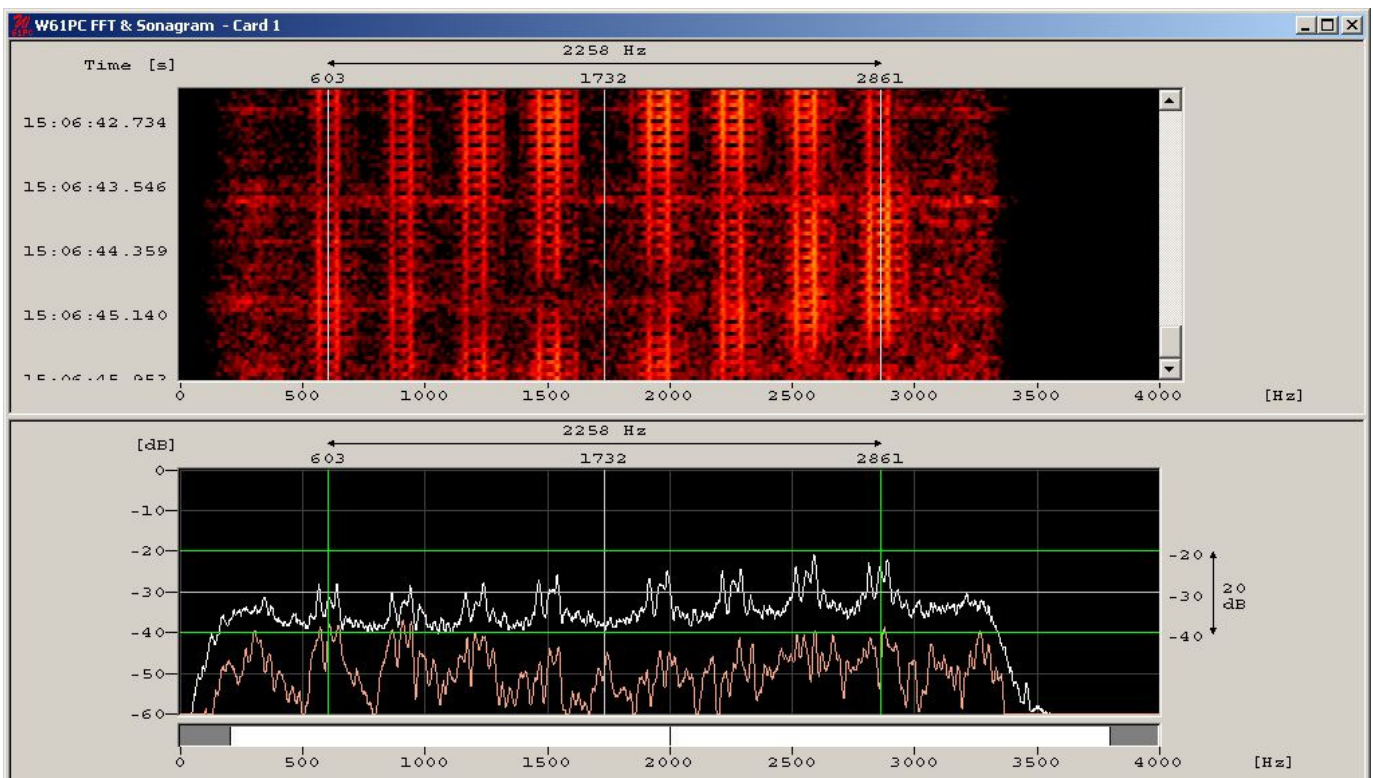 W61PC FFT & Sonagram - Card 1
2258 Hz
Time [s]
603 1732 2861
15:06:42.734
15:06:43.546
15:06:44.359
15:06:45.140
0 500 1000 1500 2000 2500 3000 3500 4000 [Hz]
2258 Hz
[dB]
603 1732 2861
0
-10
-20 -20
-30 -30 20 dB
-40 -40
-50
-60
0 500 1000 1500 2000 2500 3000 3500 4000 [Hz]